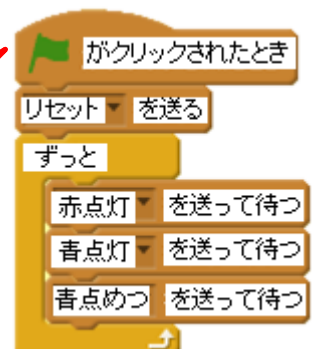 がクリックされたとき
リセット を送る
ずっと
赤点灯 を送って待つ
青点灯 を送って待つ
青点めつ を送って待つ